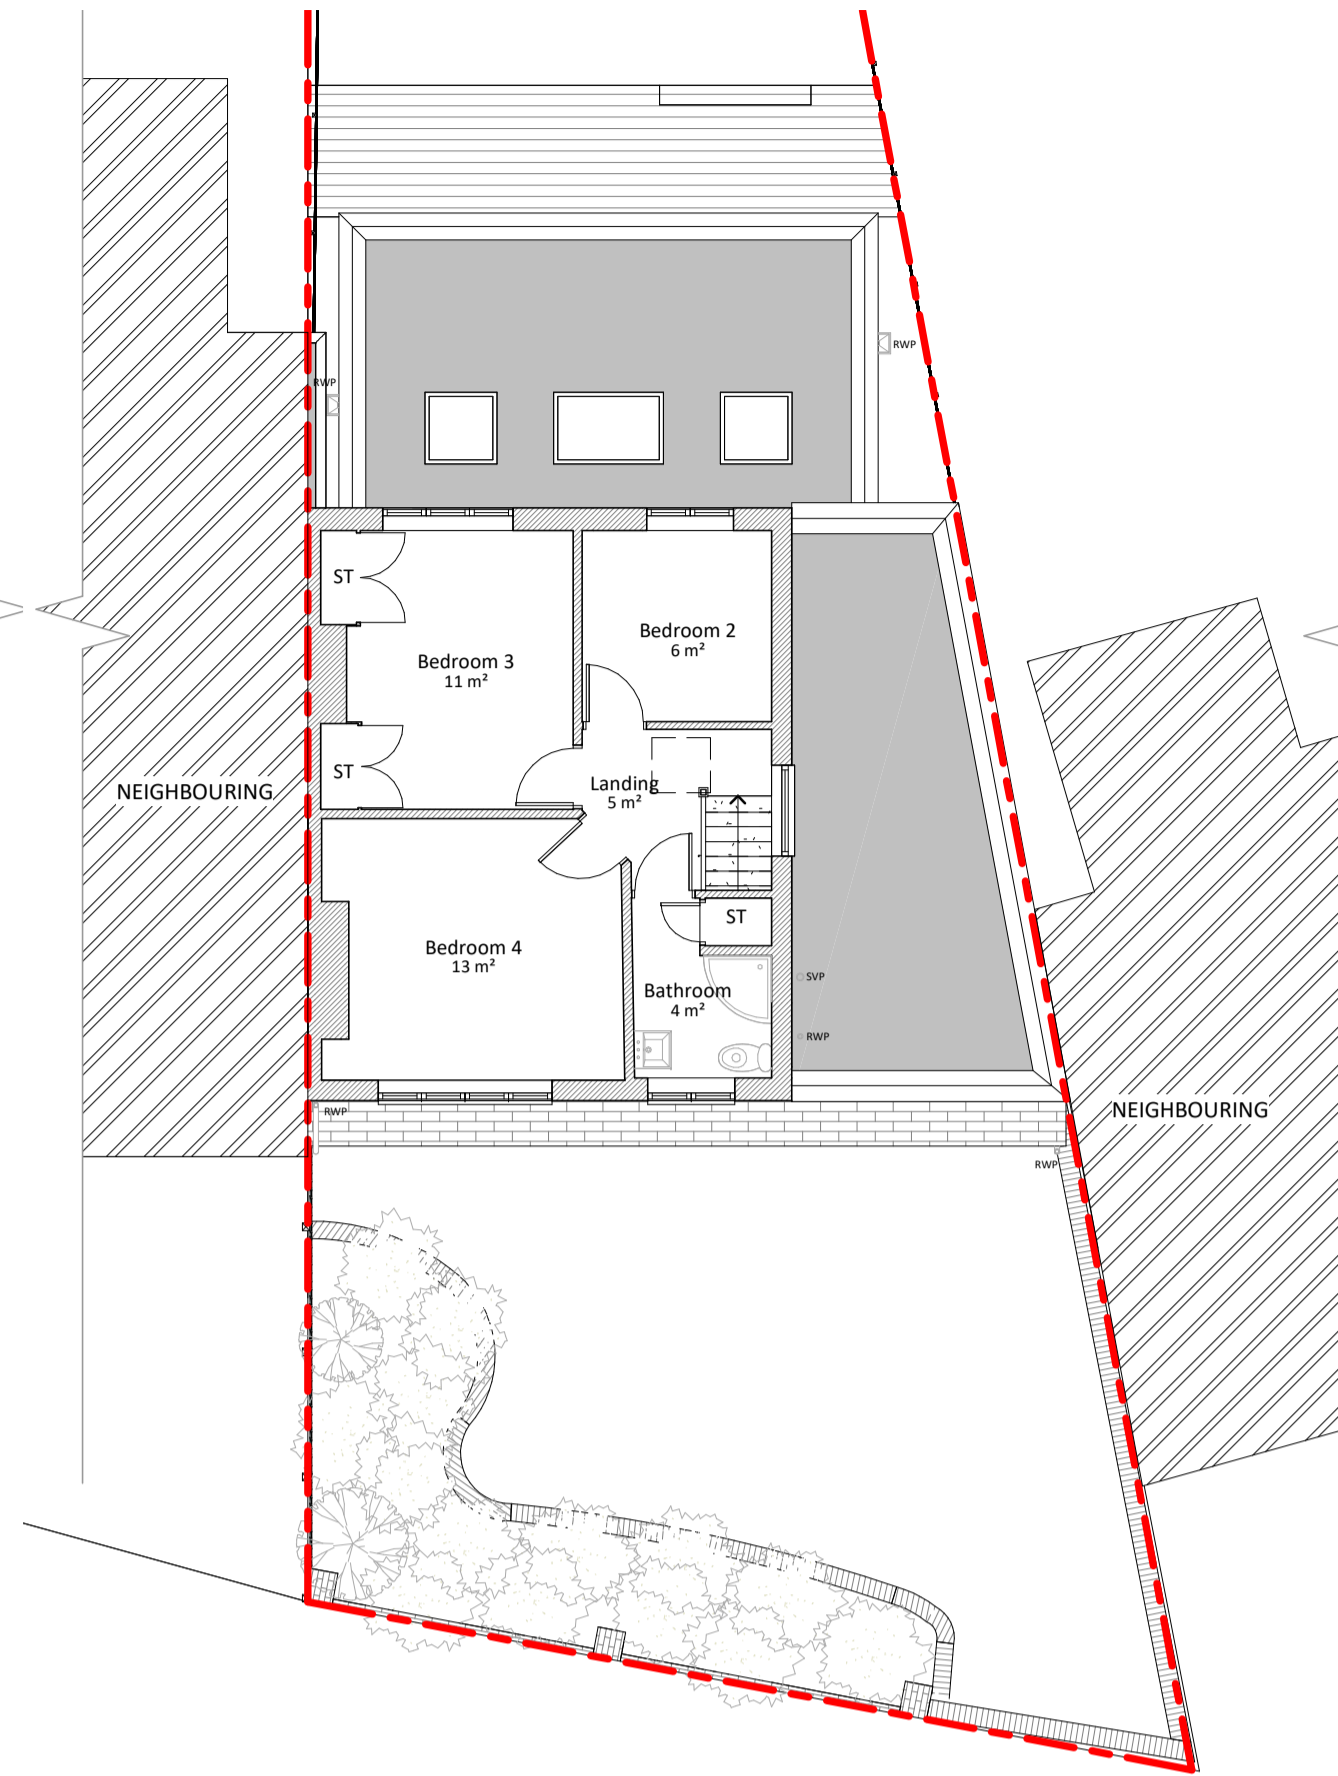 RWP
RWP
ST
Bedroom 2
6 m²
Bedroom 3
11 m²
ST
NEIGHBOURING
Landing
5 m²
ST
Bedroom 4
13 m²
SVP
Bathroom
4 m²
RWP
RWP
NEIGHBOURING
RWP